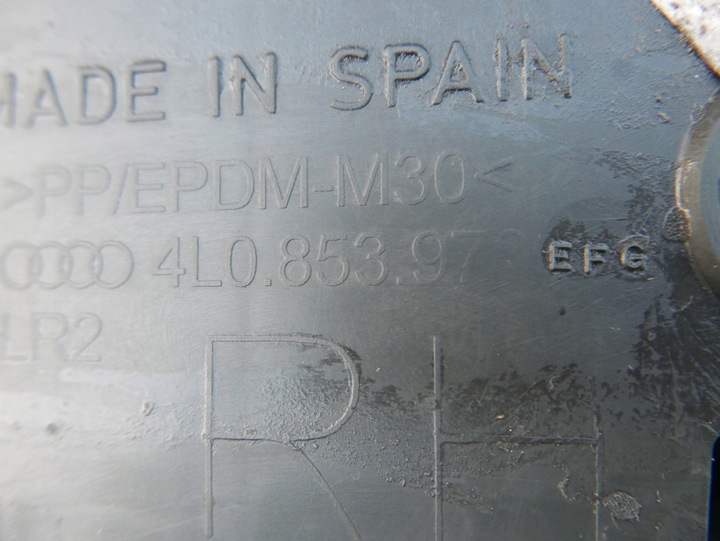 MADE IN SPAIN
>PP/EPDM-M30<
4L0.853.97 EFG
LR2
RH